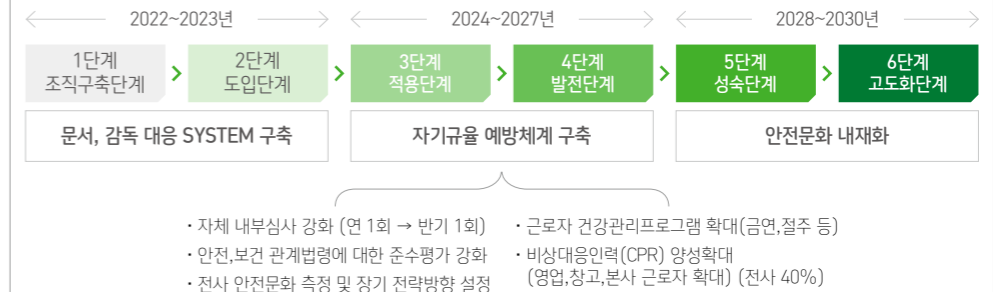 2022~2023년
2024~2027년
2028~2030년
1단계
조직구축단계
2단계
도입단계
3단계
적용단계
4단계
발전단계
5단계
성숙단계
6단계
고도화단계
문서, 감독 대응 SYSTEM 구축
자기규율 예방체계 구축
안전문화 내재화
· 자체 내부심사 강화 (연 1회 → 반기 1회)
· 안전,보건 관계법령에 대한 준수평가 강화
· 전사 안전문화 측정 및 장기 전략방향 설정
· 근로자 건강관리프로그램 확대(금연,절주 등)
· 비상대응인력(CPR) 양성확대
(영업,창고,본사 근로자 확대) (전사 40%)